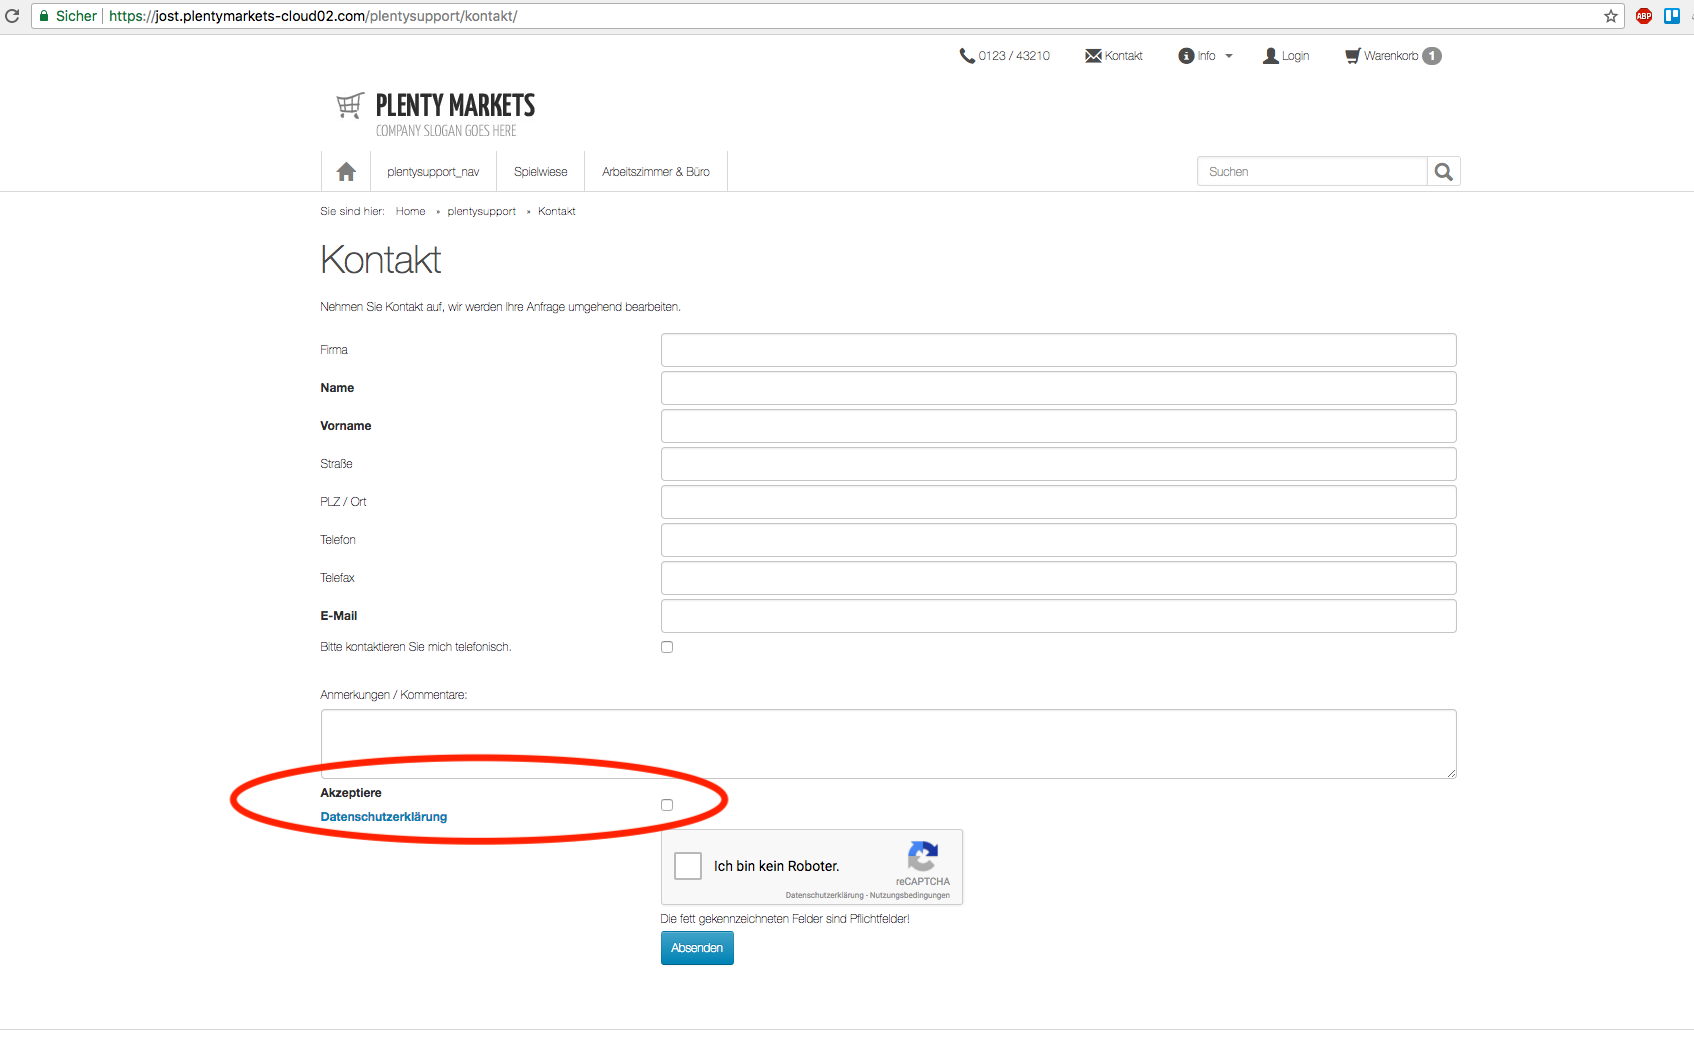 Sicher https://jost.plentymarkets-cloud02.com/plentysupport/kontakt/
ABP
0123 / 43210 Kontakt Info Login Warenkorb 1
PLENTY MARKETS
COMPANY SLOGAN GOES HERE
plentysupport_nav Spielwiese Arbeitszimmer & Büro Suchen
Sie sind hier: Home » plentysupport » Kontakt
Kontakt
Nehmen Sie Kontakt auf, wir werden Ihre Anfrage umgehend bearbeiten.
Firma
Name
Vorname
Straße
PLZ / Ort
Telefon
Telefax
E-Mail
Bitte kontaktieren Sie mich telefonisch.
Anmerkungen / Kommentare:
Akzeptiere
Datenschutzerklärung
Ich bin kein Roboter.
reCAPTCHA
Datenschutzerklärung - Nutzungsbedingungen
Die fett gekennzeichneten Felder sind Pflichtfelder!
Absenden